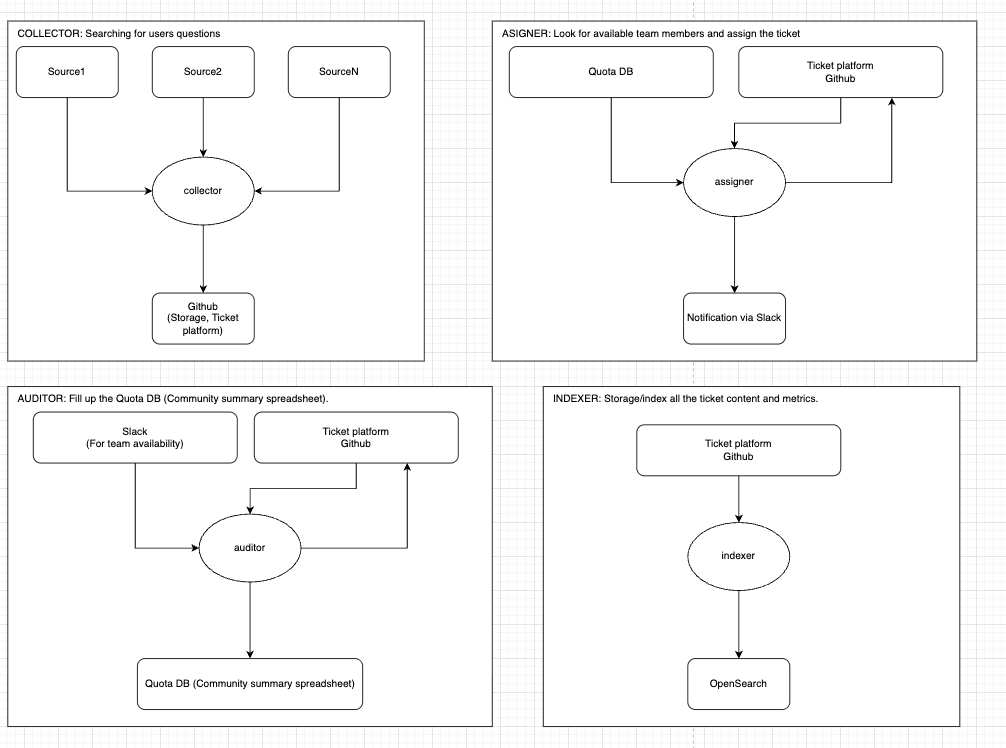 COLLECTOR: Searching for users questions
Source1
Source2
SourceN
collector
Github
(Storage, Ticket
platform)
ASIGNER: Look for available team members and assign the ticket
Quota DB
Ticket platform
Github
assigner
Notification via Slack
AUDITOR: Fill up the Quota DB (Community summary spreadsheet).
Slack
(For team availability)
Ticket platform
Github
auditor
Quota DB (Community summary spreadsheet)
INDEXER: Storage/index all the ticket content and metrics.
Ticket platform
Github
indexer
OpenSearch